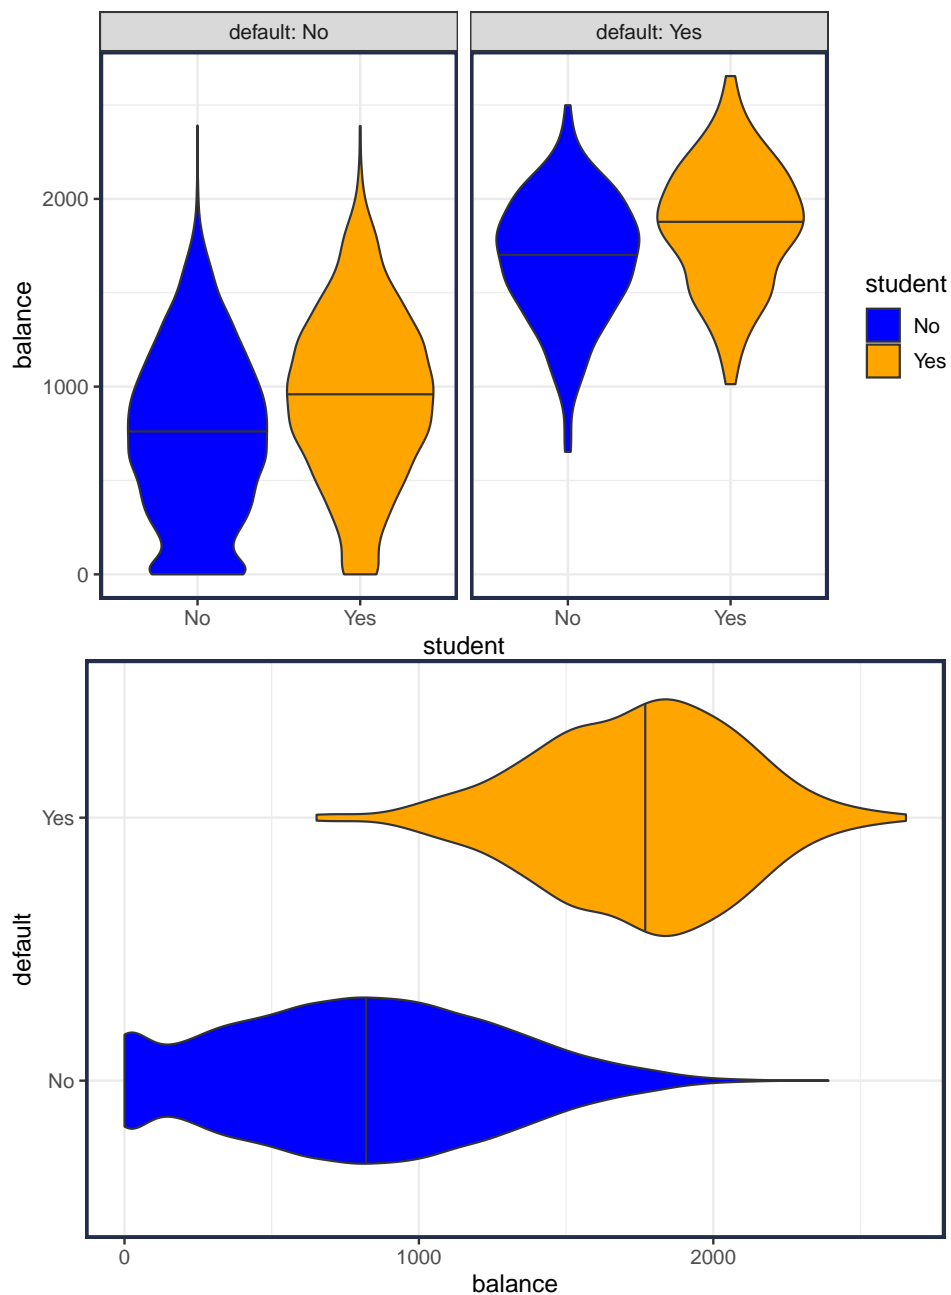 default: No
default: Yes
2000
1000
0
balance
No
Yes
No
Yes
student
student
No
Yes
Yes
No
default
0
1000
2000
balance